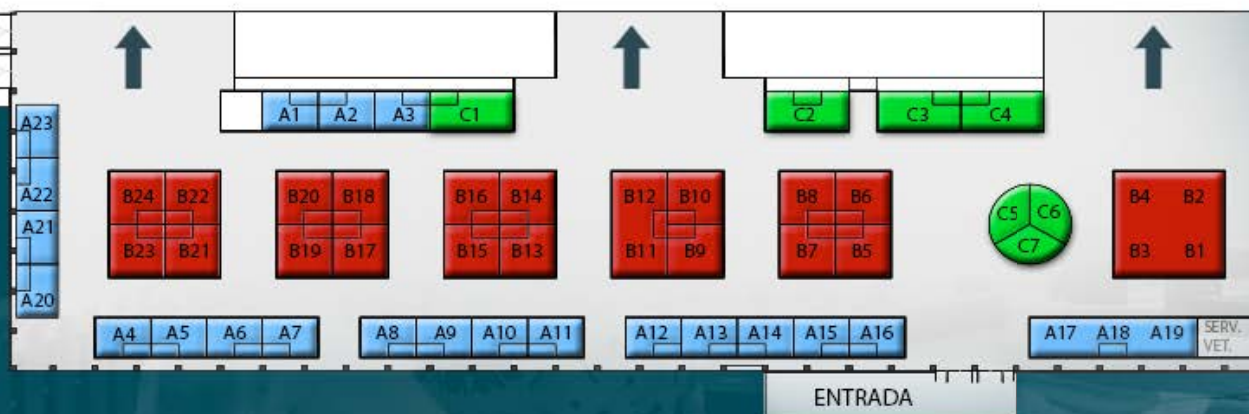 A1 A2 A3 C1 C2 C3 C4
A23
A22
A21
A20
B24 B22 B20 B18 B16 B14 B12 B10 B8 B6 C5 C6 B4 B2
B23 B21 B19 B17 B15 B13 B11 B9 B7 B5 C7 B3 B1
A4 A5 A6 A7 A8 A9 A10 A11 A12 A13 A14 A15 A16 A17 A18 A19 SERV.
VET.
ENTRADA